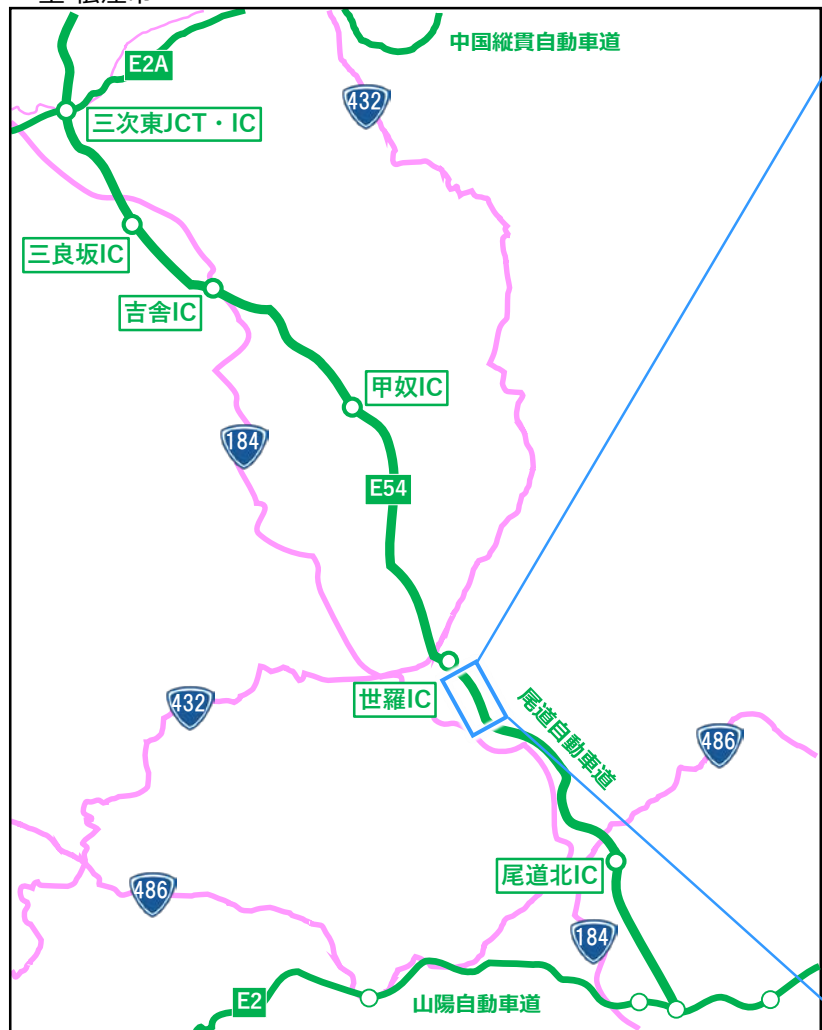 中国縦貫自動車道
E2A
432
三次東JCT・IC
三良坂IC
吉舎IC
甲奴IC
184
E54
世羅IC
432
尾道自動車道
486
尾道北IC
486
184
E2
山陽自動車道